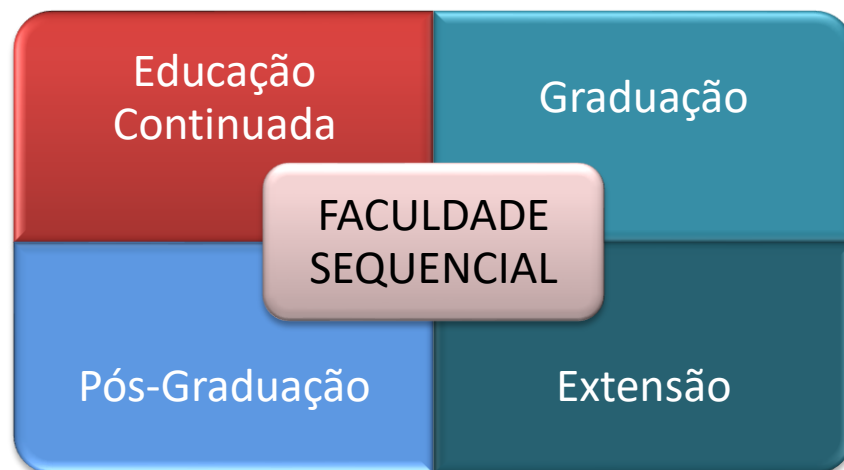 Educação
Continuada
Graduação
FACULDADE
SEQUENCIAL
Pós-Graduação
Extensão